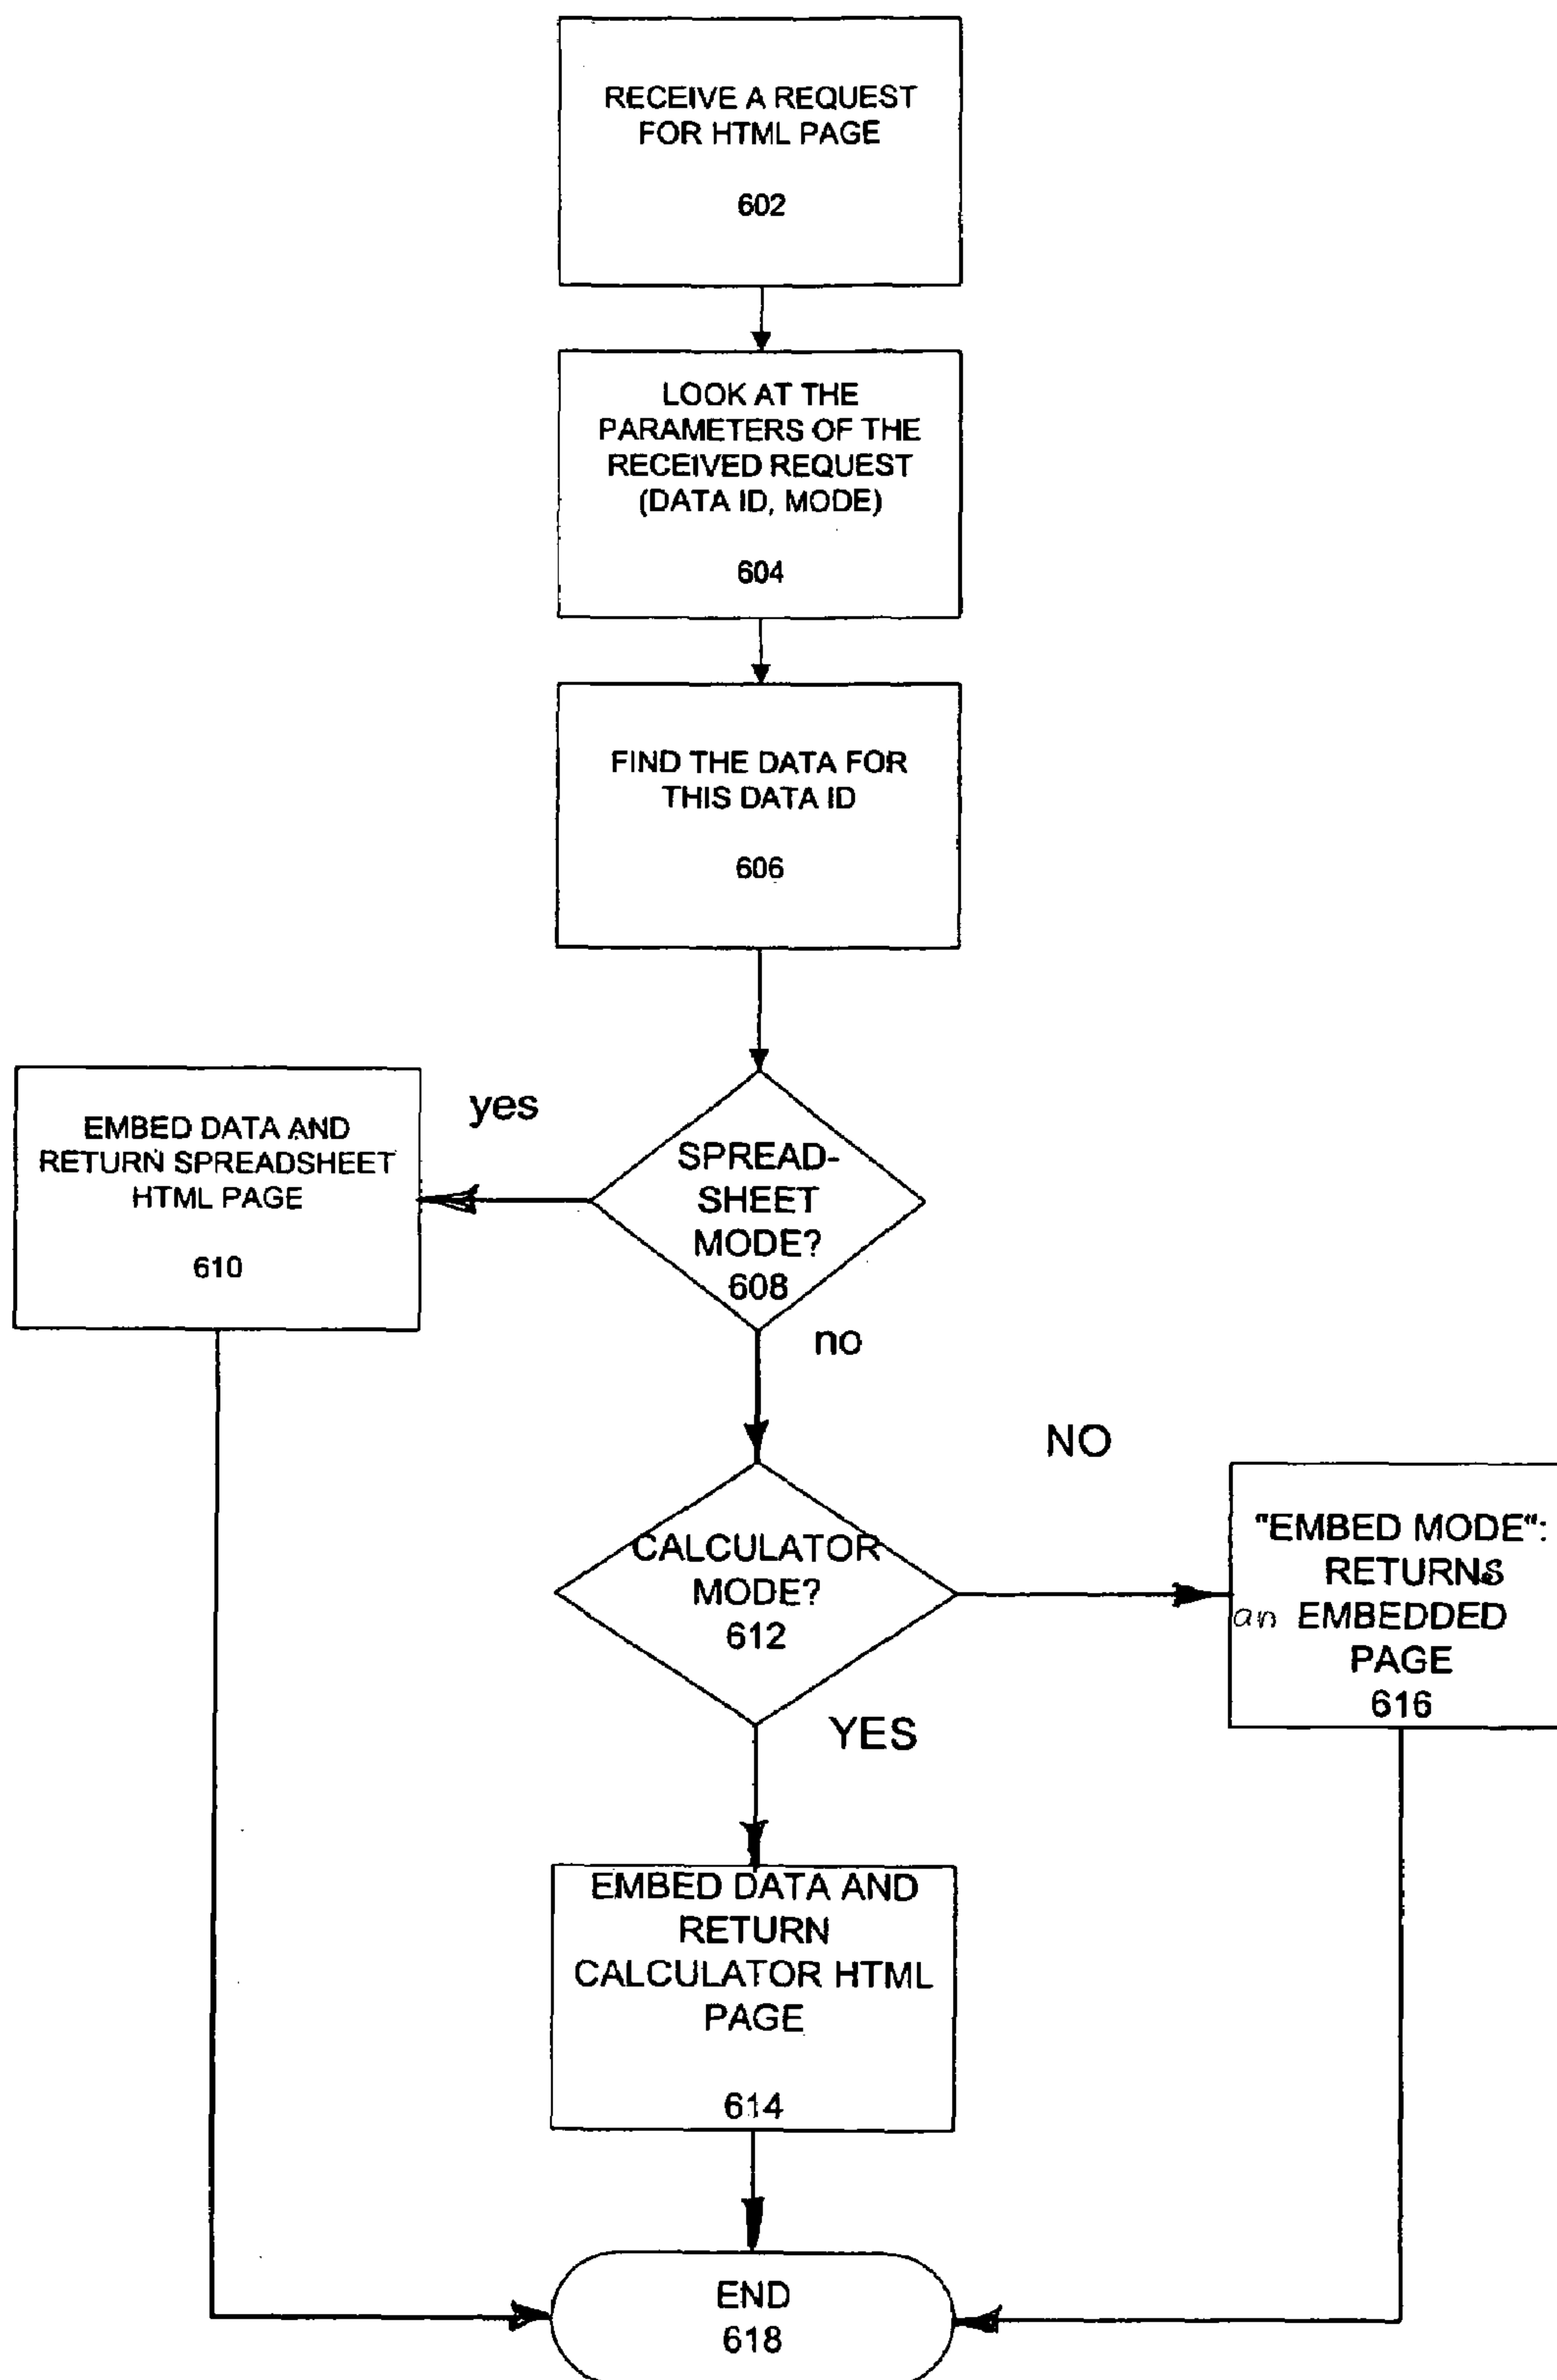 RECEIVE A REQUEST
FOR HTML PAGE
602
LOOK AT THE
PARAMETERS OF THE
RECEIVED REQUEST
(DATA ID, MODE)
604
FIND THE DATA FOR
THIS DATA ID
606
SPREAD-
SHEET
MODE?
608
yes
EMBED DATA AND
RETURN SPREADSHEET
HTML PAGE
610
no
CALCULATOR
MODE?
612
NO
"EMBED MODE":
RETURNS
an EMBEDDED
PAGE
616
YES
EMBED DATA AND
RETURN
CALCULATOR HTML
PAGE
614
END
618